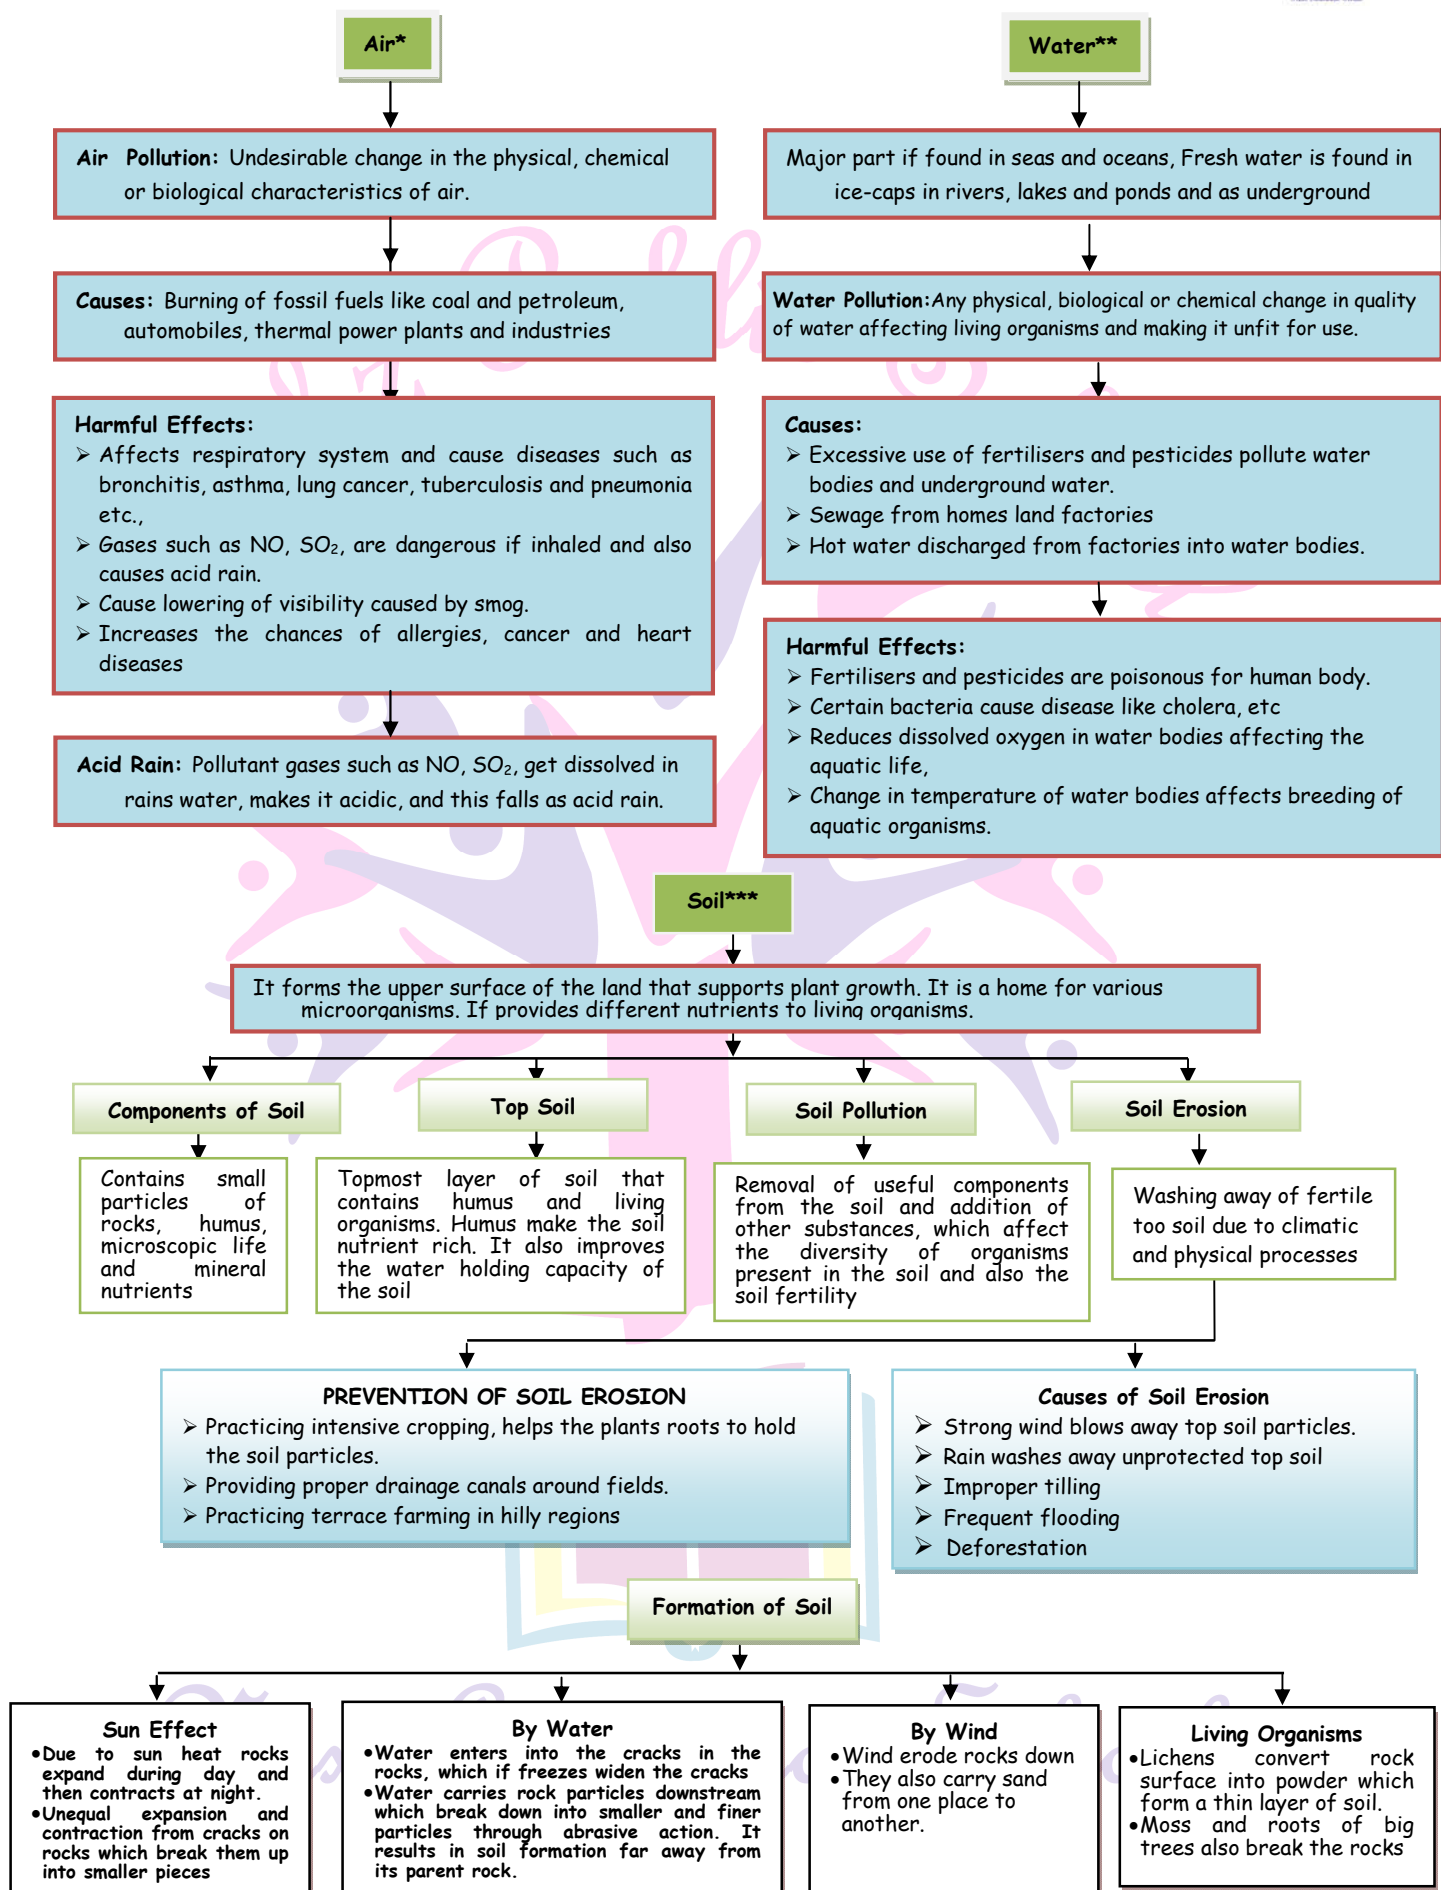 Air*
Air Pollution: Undesirable change in the physical, chemical
or biological characteristics of air.
Causes: Burning of fossil fuels like coal and petroleum,
automobiles, thermal power plants and industries
Harmful Effects:
➢ Affects respiratory system and cause diseases such as
bronchitis, asthma, lung cancer, tuberculosis and pneumonia
etc.,
➢ Gases such as NO, SO₂, are dangerous if inhaled and also
causes acid rain.
➢ Cause lowering of visibility caused by smog.
➢ Increases the chances of allergies, cancer and heart
diseases
Acid Rain: Pollutant gases such as NO, SO₂, get dissolved in
rains water, makes it acidic, and this falls as acid rain.
Water**
Major part if found in seas and oceans, Fresh water is found in
ice-caps in rivers, lakes and ponds and as underground
Water Pollution:Any physical, biological or chemical change in quality
of water affecting living organisms and making it unfit for use.
Causes:
➢ Excessive use of fertilisers and pesticides pollute water
bodies and underground water.
➢ Sewage from homes land factories
➢ Hot water discharged from factories into water bodies.
Harmful Effects:
➢ Fertilisers and pesticides are poisonous for human body.
➢ Certain bacteria cause disease like cholera, etc
➢ Reduces dissolved oxygen in water bodies affecting the
aquatic life,
➢ Change in temperature of water bodies affects breeding of
aquatic organisms.
Soil***
It forms the upper surface of the land that supports plant growth. It is a home for various
microorganisms. If provides different nutrients to living organisms.
Components of Soil
Contains small
particles of
rocks, humus,
microscopic life
and mineral
nutrients
Top Soil
Topmost layer of soil that
contains humus and living
organisms. Humus make the soil
nutrient rich. It also improves
the water holding capacity of
the soil
Soil Pollution
Removal of useful components
from the soil and addition of
other substances, which affect
the diversity of organisms
present in the soil and also the
soil fertility
Soil Erosion
Washing away of fertile
too soil due to climatic
and physical processes
PREVENTION OF SOIL EROSION
➢ Practicing intensive cropping, helps the plants roots to hold
the soil particles.
➢ Providing proper drainage canals around fields.
➢ Practicing terrace farming in hilly regions
Causes of Soil Erosion
➢ Strong wind blows away top soil particles.
➢ Rain washes away unprotected top soil
➢ Improper tilling
➢ Frequent flooding
➢ Deforestation
Formation of Soil
Sun Effect
•Due to sun heat rocks
expand during day and
then contracts at night.
•Unequal expansion and
contraction from cracks on
rocks which break them up
into smaller pieces
By Water
•Water enters into the cracks in the
rocks, which if freezes widen the cracks
•Water carries rock particles downstream
which break down into smaller and finer
particles through abrasive action. It
results in soil formation far away from
its parent rock.
By Wind
•Wind erode rocks down
•They also carry sand
from one place to
another.
Living Organisms
•Lichens convert rock
surface into powder which
form a thin layer of soil.
•Moss and roots of big
trees also break the rocks